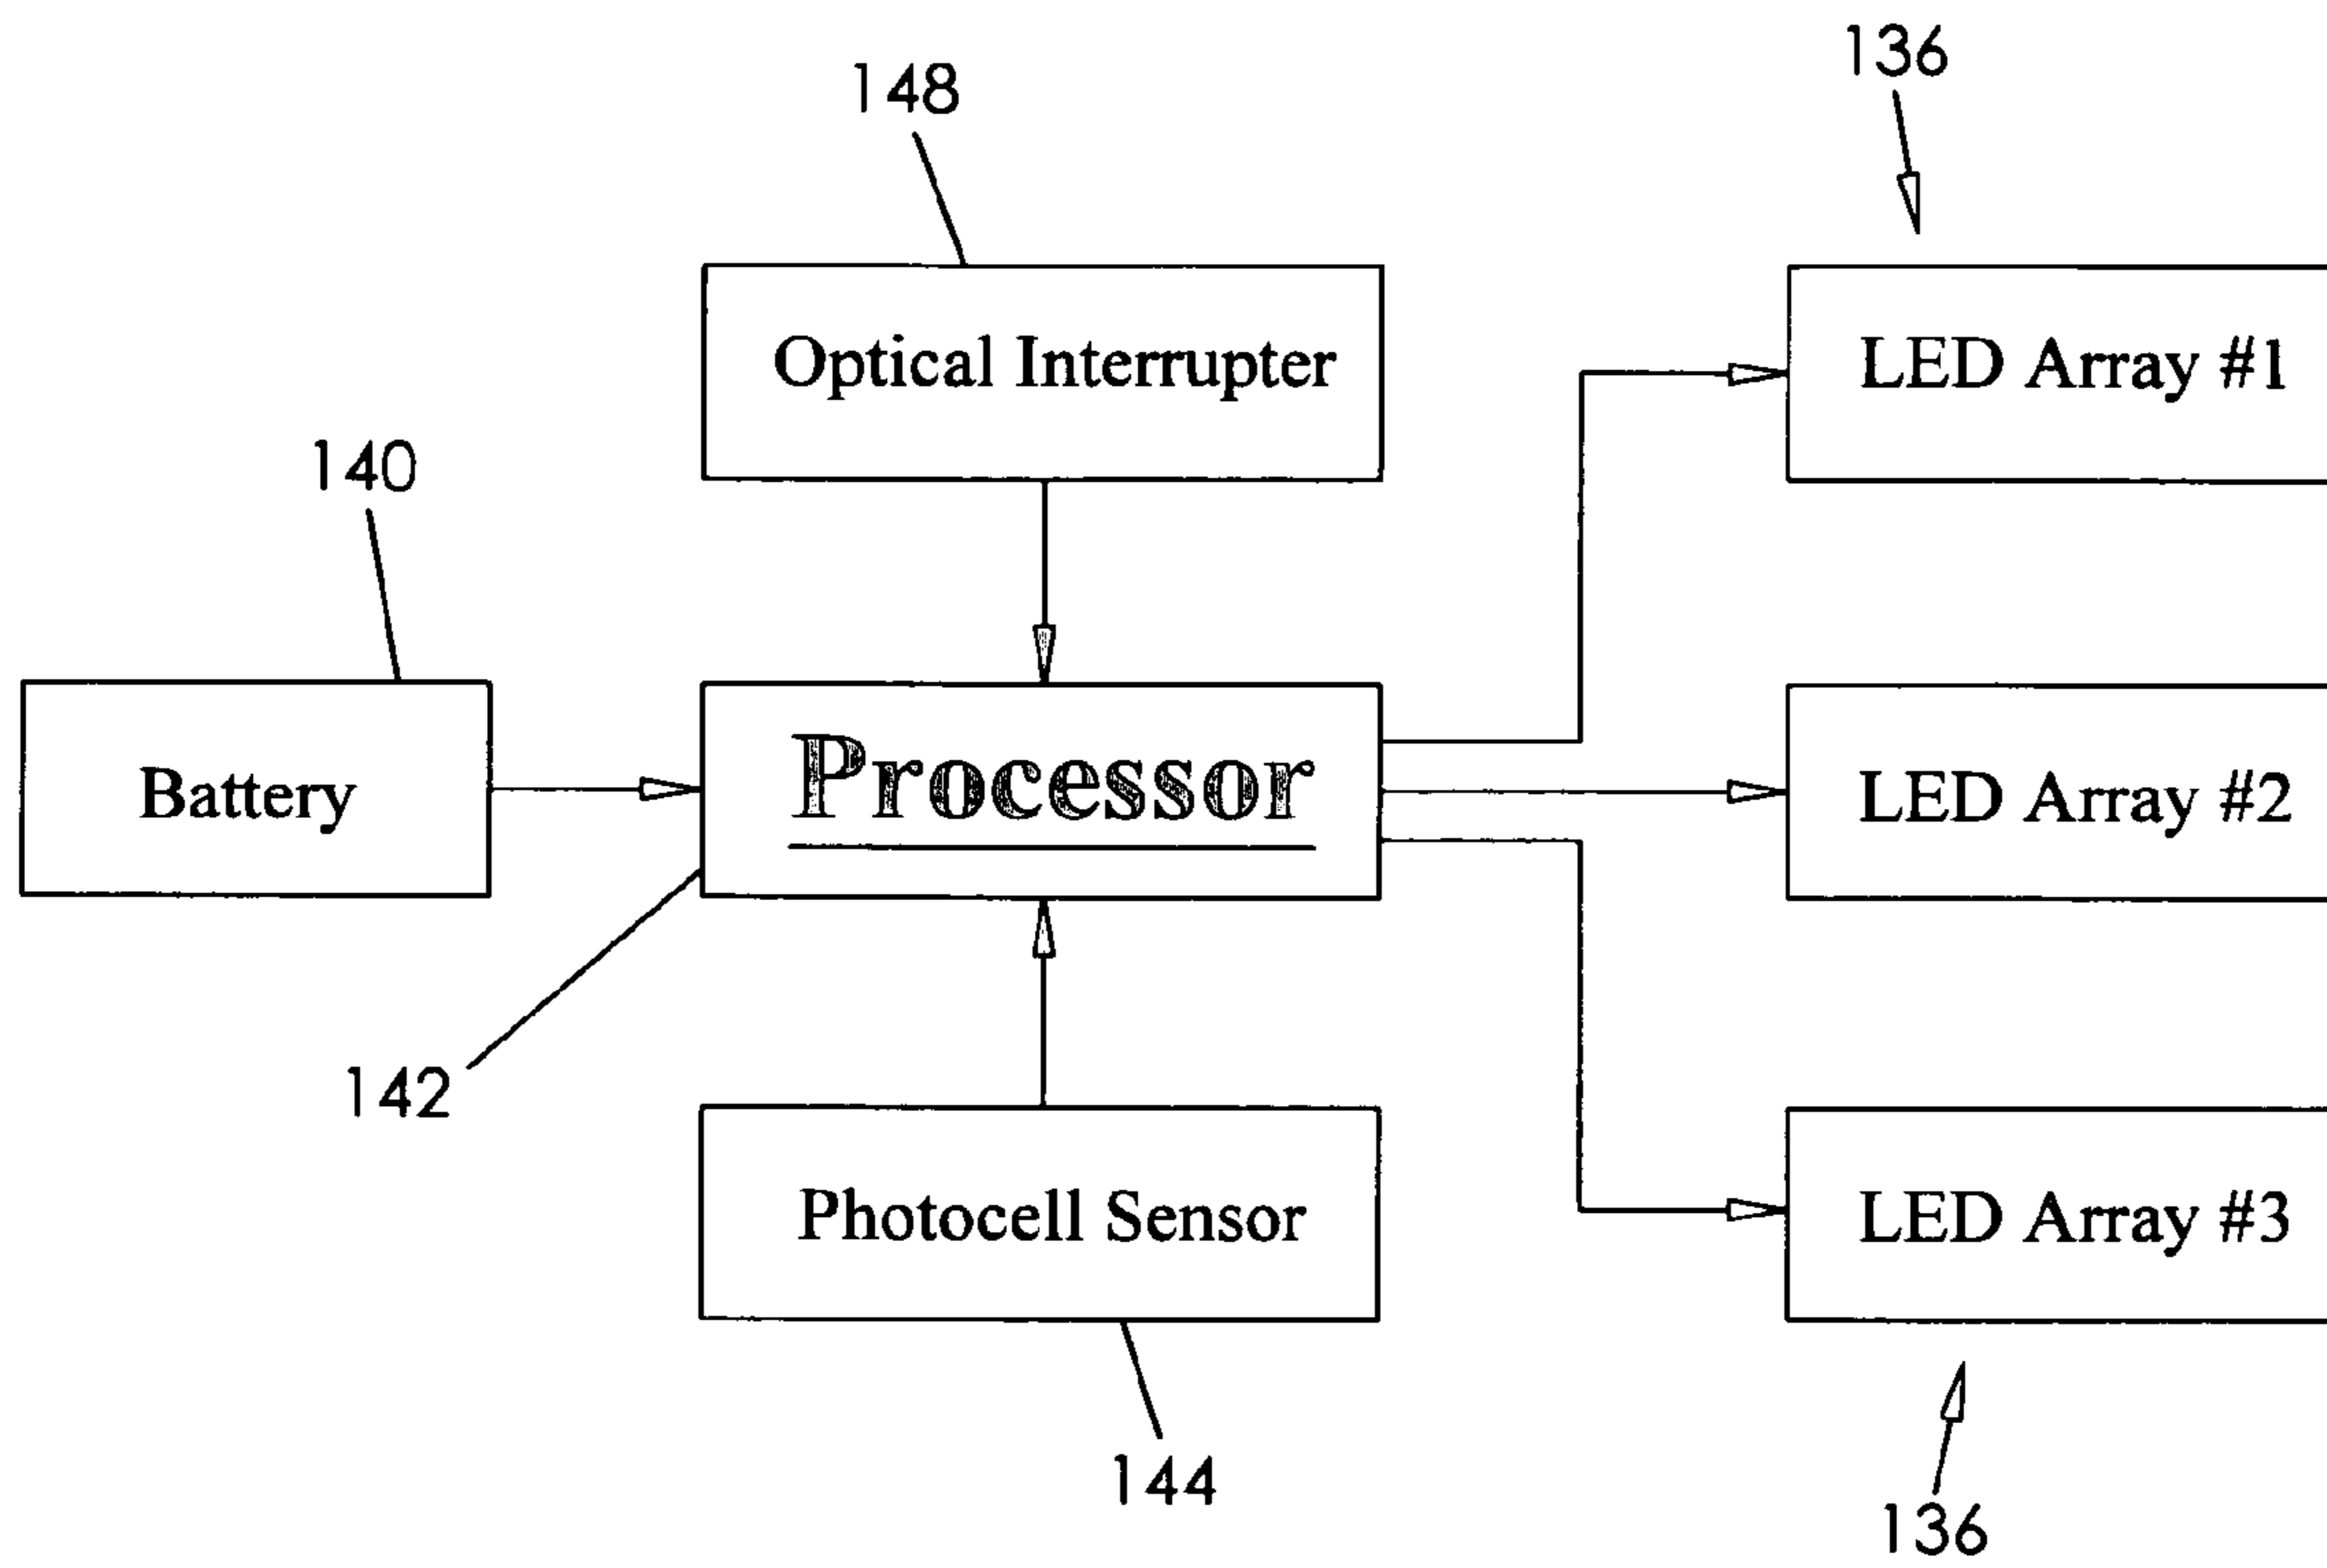 136
148
Optical Interrupter
LED Array #1
140
Battery
Processor
LED Array #2
142
Photocell Sensor
LED Array #3
144
136